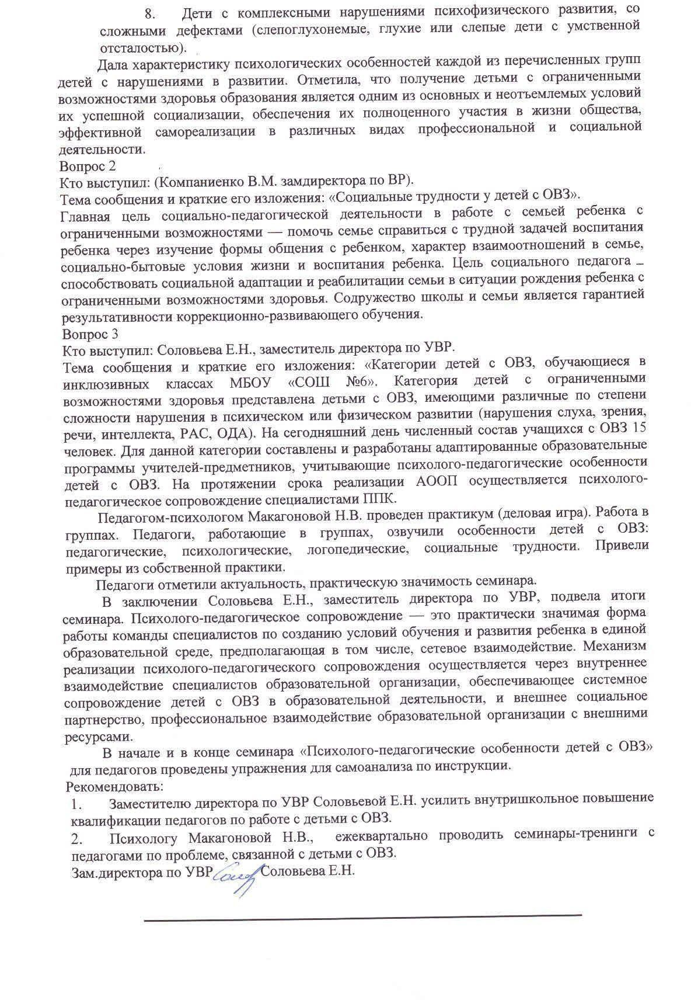 8. Дети с комплексными нарушениями психофизического развития, со
сложными дефектами (слепоглухонемые, глухие или слепые дети с умственной
отсталостью).
Дала характеристику психологических особенностей каждой из перечисленных групп
детей с нарушениями в развитии. Отметила, что получение детьми с ограниченными
возможностями здоровья образования является одним из основных и неотъемлемых условий
их успешной социализации, обеспечения их полноценного участия в жизни общества,
эффективной самореализации в различных видах профессиональной и социальной
деятельности.
Вопрос 2
Кто выступил: (Компаниенко В.М. замдиректора по ВР).
Тема сообщения и краткие его изложения: «Социальные трудности у детей с ОВЗ».
Главная цель социально-педагогической деятельности в работе с семьей ребенка с
ограниченными возможностями — помочь семье справиться с трудной задачей воспитания
ребенка через изучение формы общения с ребенком, характер взаимоотношений в семье,
социально-бытовые условия жизни и воспитания ребенка. Цель социального педагога –
способствовать социальной адаптации и реабилитации семьи в ситуации рождения ребенка с
ограниченными возможностями здоровья. Содружество школы и семьи является гарантией
результативности коррекционно-развивающего обучения.
Вопрос 3
Кто выступил: Соловьева Е.Н., заместитель директора по УВР.
Тема сообщения и краткие его изложения: «Категории детей с ОВЗ, обучающиеся в
инклюзивных классах МБОУ «СОШ №6». Категория детей с ограниченными
возможностями здоровья представлена детьми с ОВЗ, имеющими различные по степени
сложности нарушения в психическом или физическом развитии (нарушения слуха, зрения,
речи, интеллекта, РАС, ОДА). На сегодняшний день численный состав учащихся с ОВЗ 15
человек. Для данной категории составлены и разработаны адаптированные образовательные
программы учителей-предметников, учитывающие психолого-педагогические особенности
детей с ОВЗ. На протяжении срока реализации АООП осуществляется психолого-
педагогическое сопровождение специалистами ППК.
Педагогом-психологом Макагоновой Н.В. проведен практикум (деловая игра). Работа в
группах. Педагоги, работающие в группах, озвучили особенности детей с ОВЗ:
педагогические, психологические, логопедические, социальные трудности. Привели
примеры из собственной практики.
Педагоги отметили актуальность, практическую значимость семинара.
В заключении Соловьева Е.Н., заместитель директора по УВР, подвела итоги
семинара. Психолого-педагогическое сопровождение — это практически значимая форма
работы команды специалистов по созданию условий обучения и развития ребенка в единой
образовательной среде, предполагающая в том числе, сетевое взаимодействие. Механизм
реализации психолого-педагогического сопровождения осуществляется через внутреннее
взаимодействие специалистов образовательной организации, обеспечивающее системное
сопровождение детей с ОВЗ в образовательной деятельности, и внешнее социальное
партнерство, профессиональное взаимодействие образовательной организации с внешними
ресурсами.
В начале и в конце семинара «Психолого-педагогические особенности детей с ОВЗ»
для педагогов проведены упражнения для самоанализа по инструкции.
Рекомендовать:
1. Заместителю директора по УВР Соловьевой Е.Н. усилить внутришкольное повышение
квалификации педагогов по работе с детьми с ОВЗ.
2. Психологу Макагоновой Н.В., ежеквартально проводить семинары-тренинги с
педагогами по проблеме, связанной с детьми с ОВЗ.
Зам.директора по УВР Соловьева Е.Н.